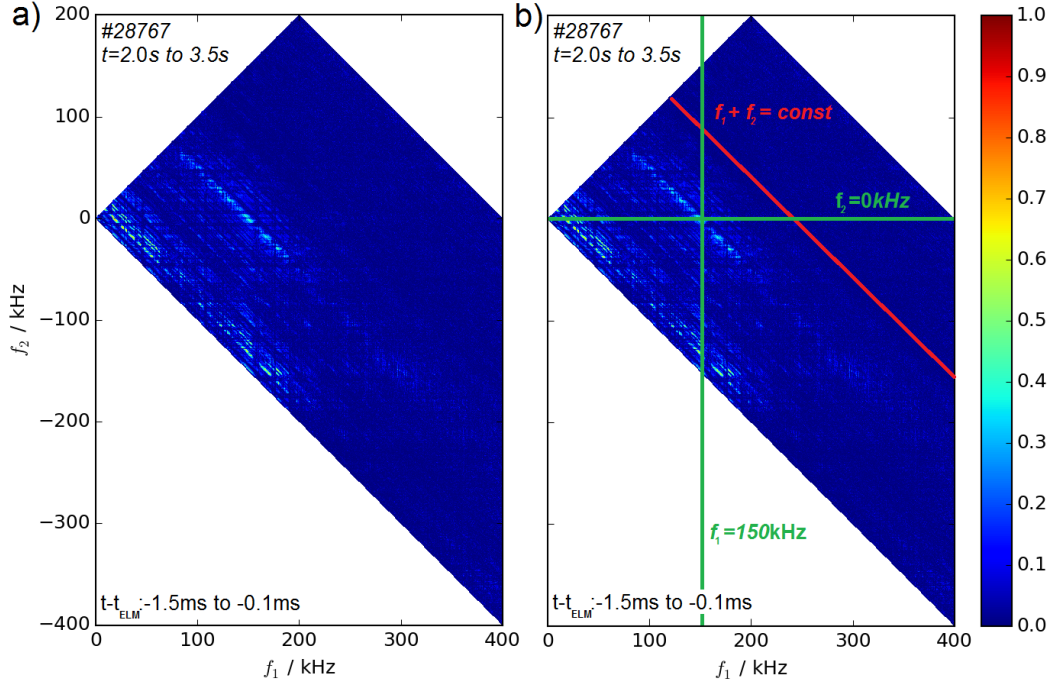 a)
#28767
t=2.0s to 3.5s
t-t_ELM:-1.5ms to -0.1ms
200
100
0
−100
−200
−300
−400
f₂ / kHz
0
100
200
300
400
f₁ / kHz
b)
#28767
t=2.0s to 3.5s
f₁+ f₂= const
f₂=0kHz
f₁=150kHz
t-t_ELM:-1.5ms to -0.1ms
0
100
200
300
400
f₁ / kHz
1.0
0.9
0.8
0.7
0.6
0.5
0.4
0.3
0.2
0.1
0.0